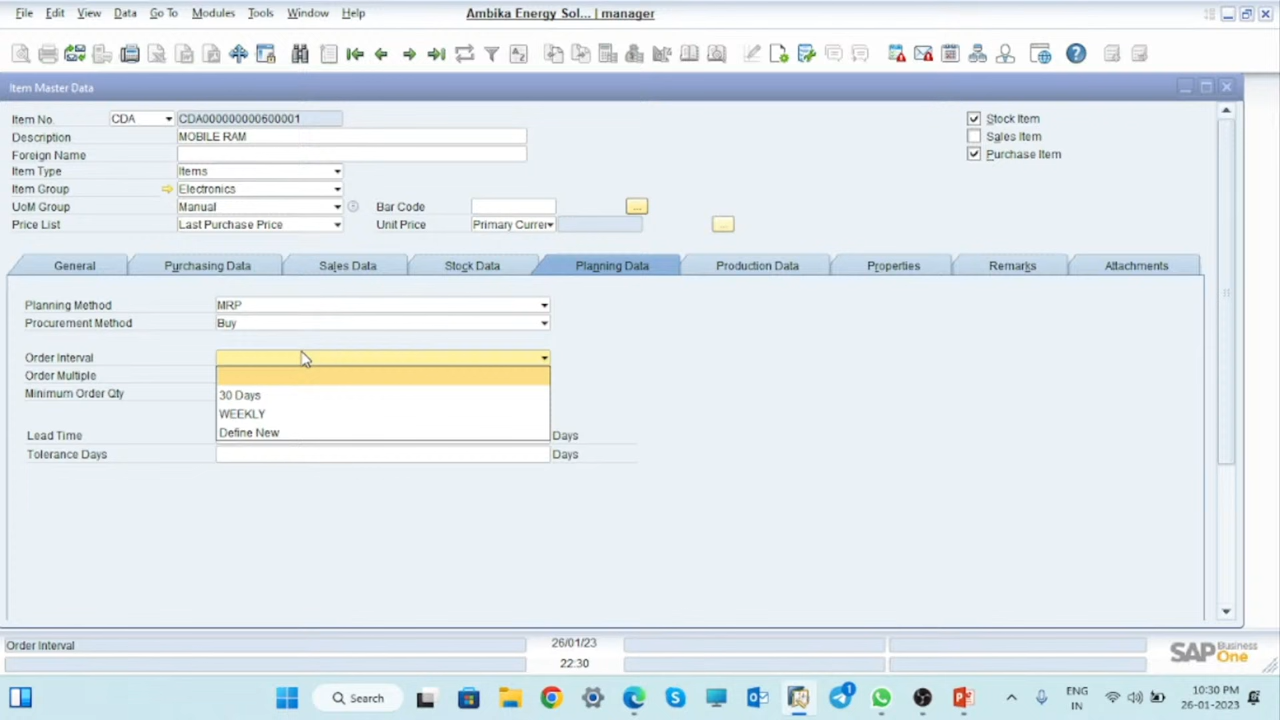 File Edit View Data Go To Modules Tools Window Help Ambika Energy Sol... | manager
Item Master Data
Item No. CDA CDA000000000600001 Stock Item
Description MOBILE RAM Sales Item
Foreign Name Purchase Item
Item Type Items
Item Group Electronics
UoM Group Manual Bar Code ...
Price List Last Purchase Price Unit Price Primary Currer ...
General Purchasing Data Sales Data Stock Data Planning Data Production Data Properties Remarks Attachments
Planning Method MRP
Procurement Method Buy
Order Interval
Order Multiple
Minimum Order Qty
30 Days
WEEKLY
Define New
Lead Time Days
Tolerance Days Days
Order Interval 26/01/23
22:30
SAP Business One
Search
1
ENG
IN
10:30 PM
26-01-2023